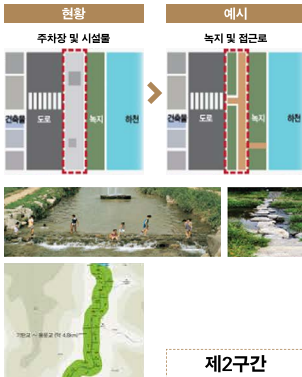 현황
예시
주차장 및 시설물
녹지 및 접근로
건축물
도로
녹지
하천
건축물
도로
녹지
하천
제2구간